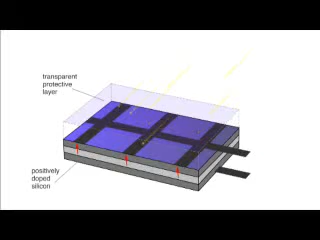 transparent
protective
layer
positively
doped
silicon